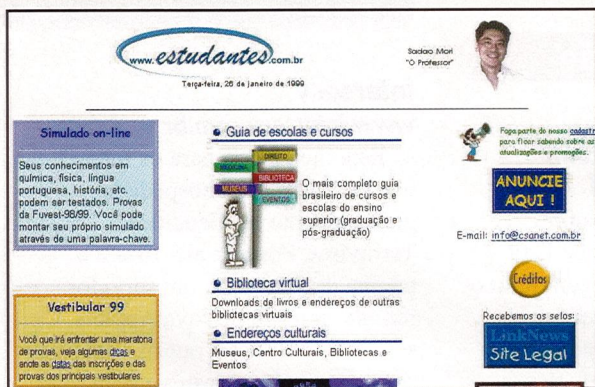 www.estudantes.com.br
Terça-feira, 26 de janeiro de 1999
Sadao Mori
"O Professor"
Simulado on-line
Seus conhecimentos em
química, física, língua
portuguesa, história, etc.
podem ser testados. Provas
da Fuvest-98/99. Você pode
montar seu próprio simulado
através de uma palavra-chave.
Vestibular 99
Você que irá enfrentar uma maratona
de provas, veja algumas dicas e
anote as datas das inscrições e das
provas dos principais vestibulares.
Guia de escolas e cursos
DIREITO
MEDICINA
BIBLIOTECA
MUSEUS
EVENTOS
O mais completo guia
brasileiro de cursos e
escolas do ensino
superior (graduação e
pós-graduação)
Biblioteca virtual
Downloads de livros e endereços de outras
bibliotecas virtuais
Endereços culturais
Museus, Centro Culturais, Bibliotecas e
Eventos
Faça parte do nosso cadastro
para ficar sabendo sobre as
atualizações e promoções.
ANUNCIE
AQUI !
E-mail: info@csanet.com.br
Créditos
Recebemos os selos:
LinkNews
Site Legal